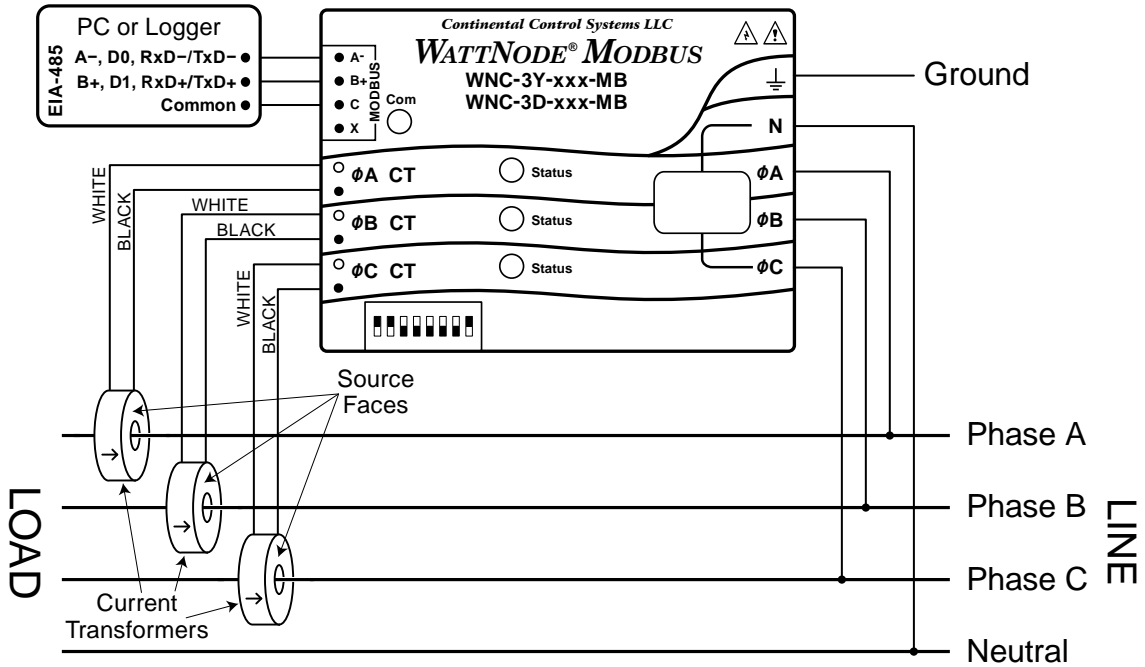 PC or Logger
EIA-485
A−, D0, RxD−/TxD−
B+, D1, RxD+/TxD+
Common
Continental Control Systems LLC
WATTNODE® MODBUS
WNC-3Y-xxx-MB
WNC-3D-xxx-MB
A-
B+
C
X
MODBUS
Com
Ground
N
ϕA CT
Status
ϕA
ϕB CT
Status
ϕB
ϕC CT
Status
ϕC
WHITE
BLACK
WHITE
BLACK
WHITE
BLACK
Source
Faces
LOAD
LINE
Phase A
Phase B
Phase C
Neutral
Current
Transformers